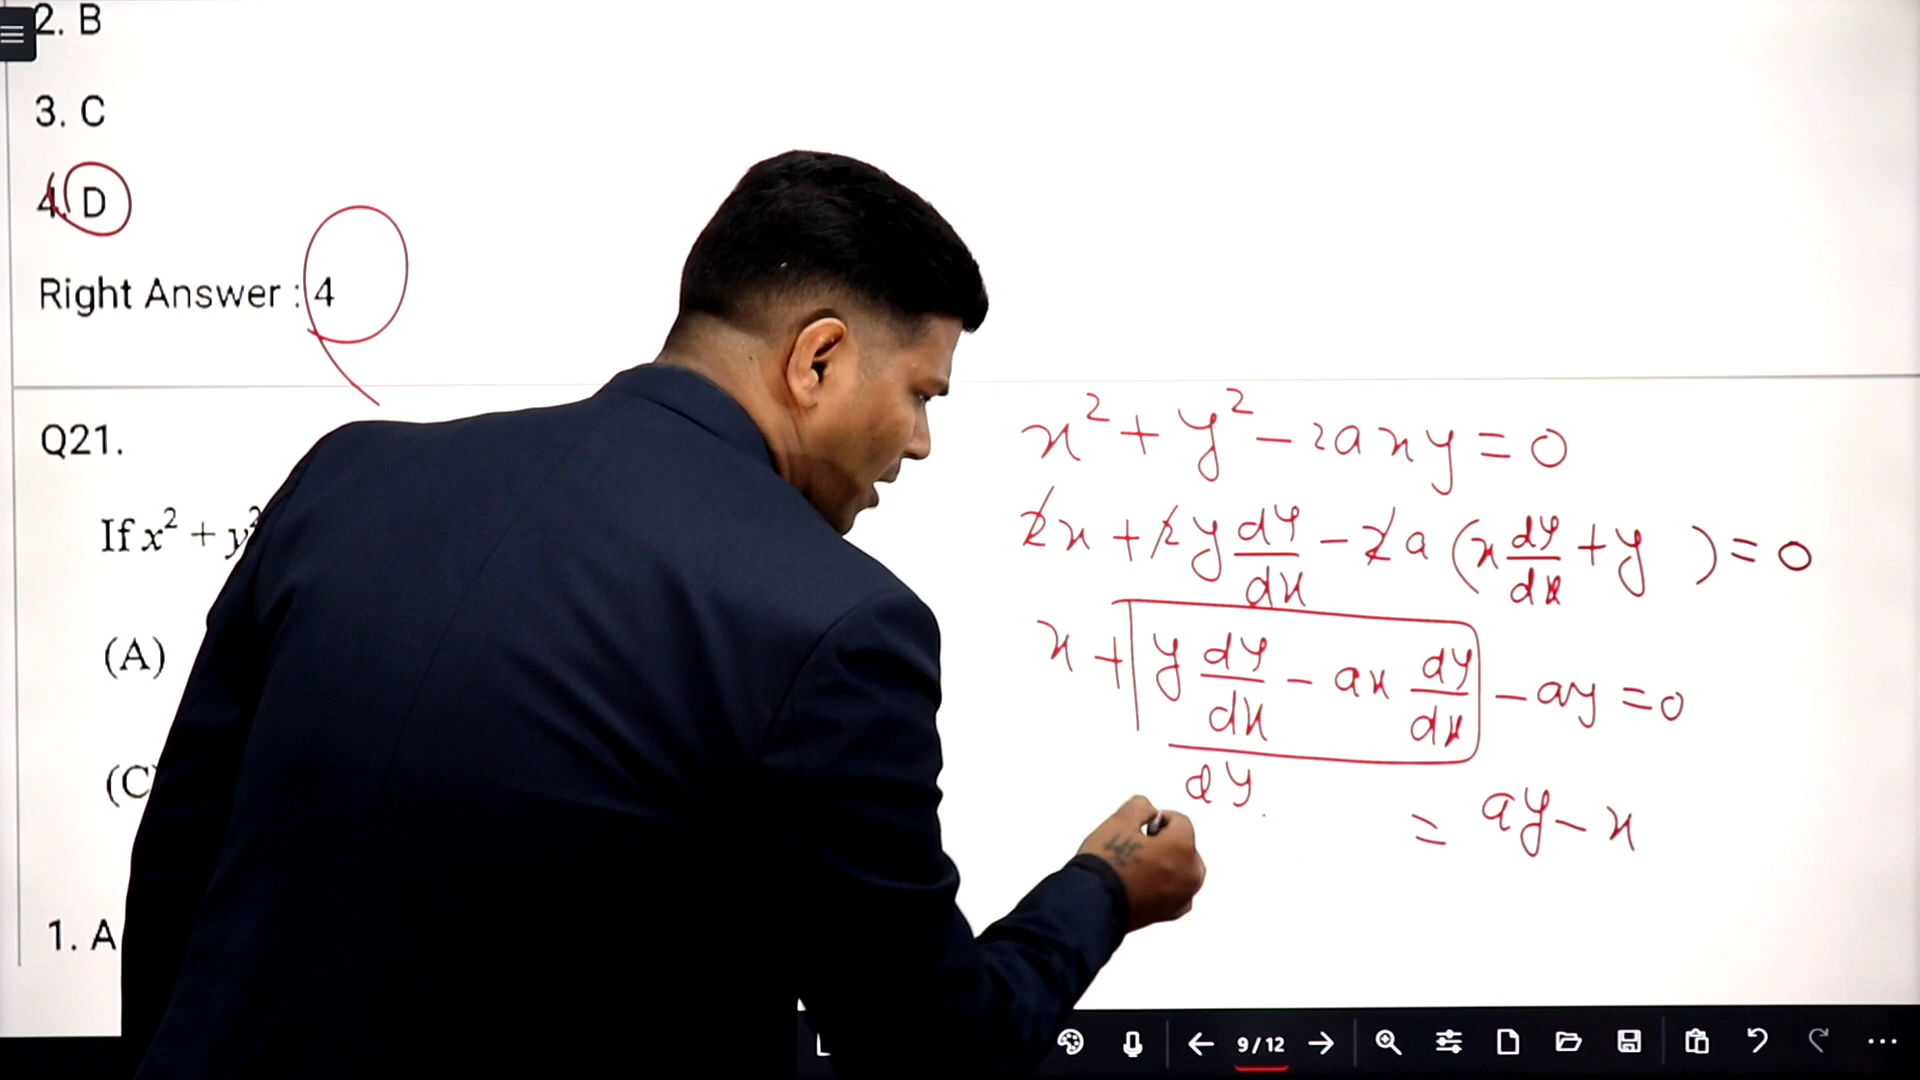 2. B
3. C
4. D
Right Answer : 4
Q21.
If x² + y²
(A)
(C)
1. A
x² + y² - 2axy = 0
2x + 2y dy/dx - 2a (x dy/dx + y ) = 0
x + y dy/dx - ax dy/dx - ay = 0
dy = ay - x
9/12